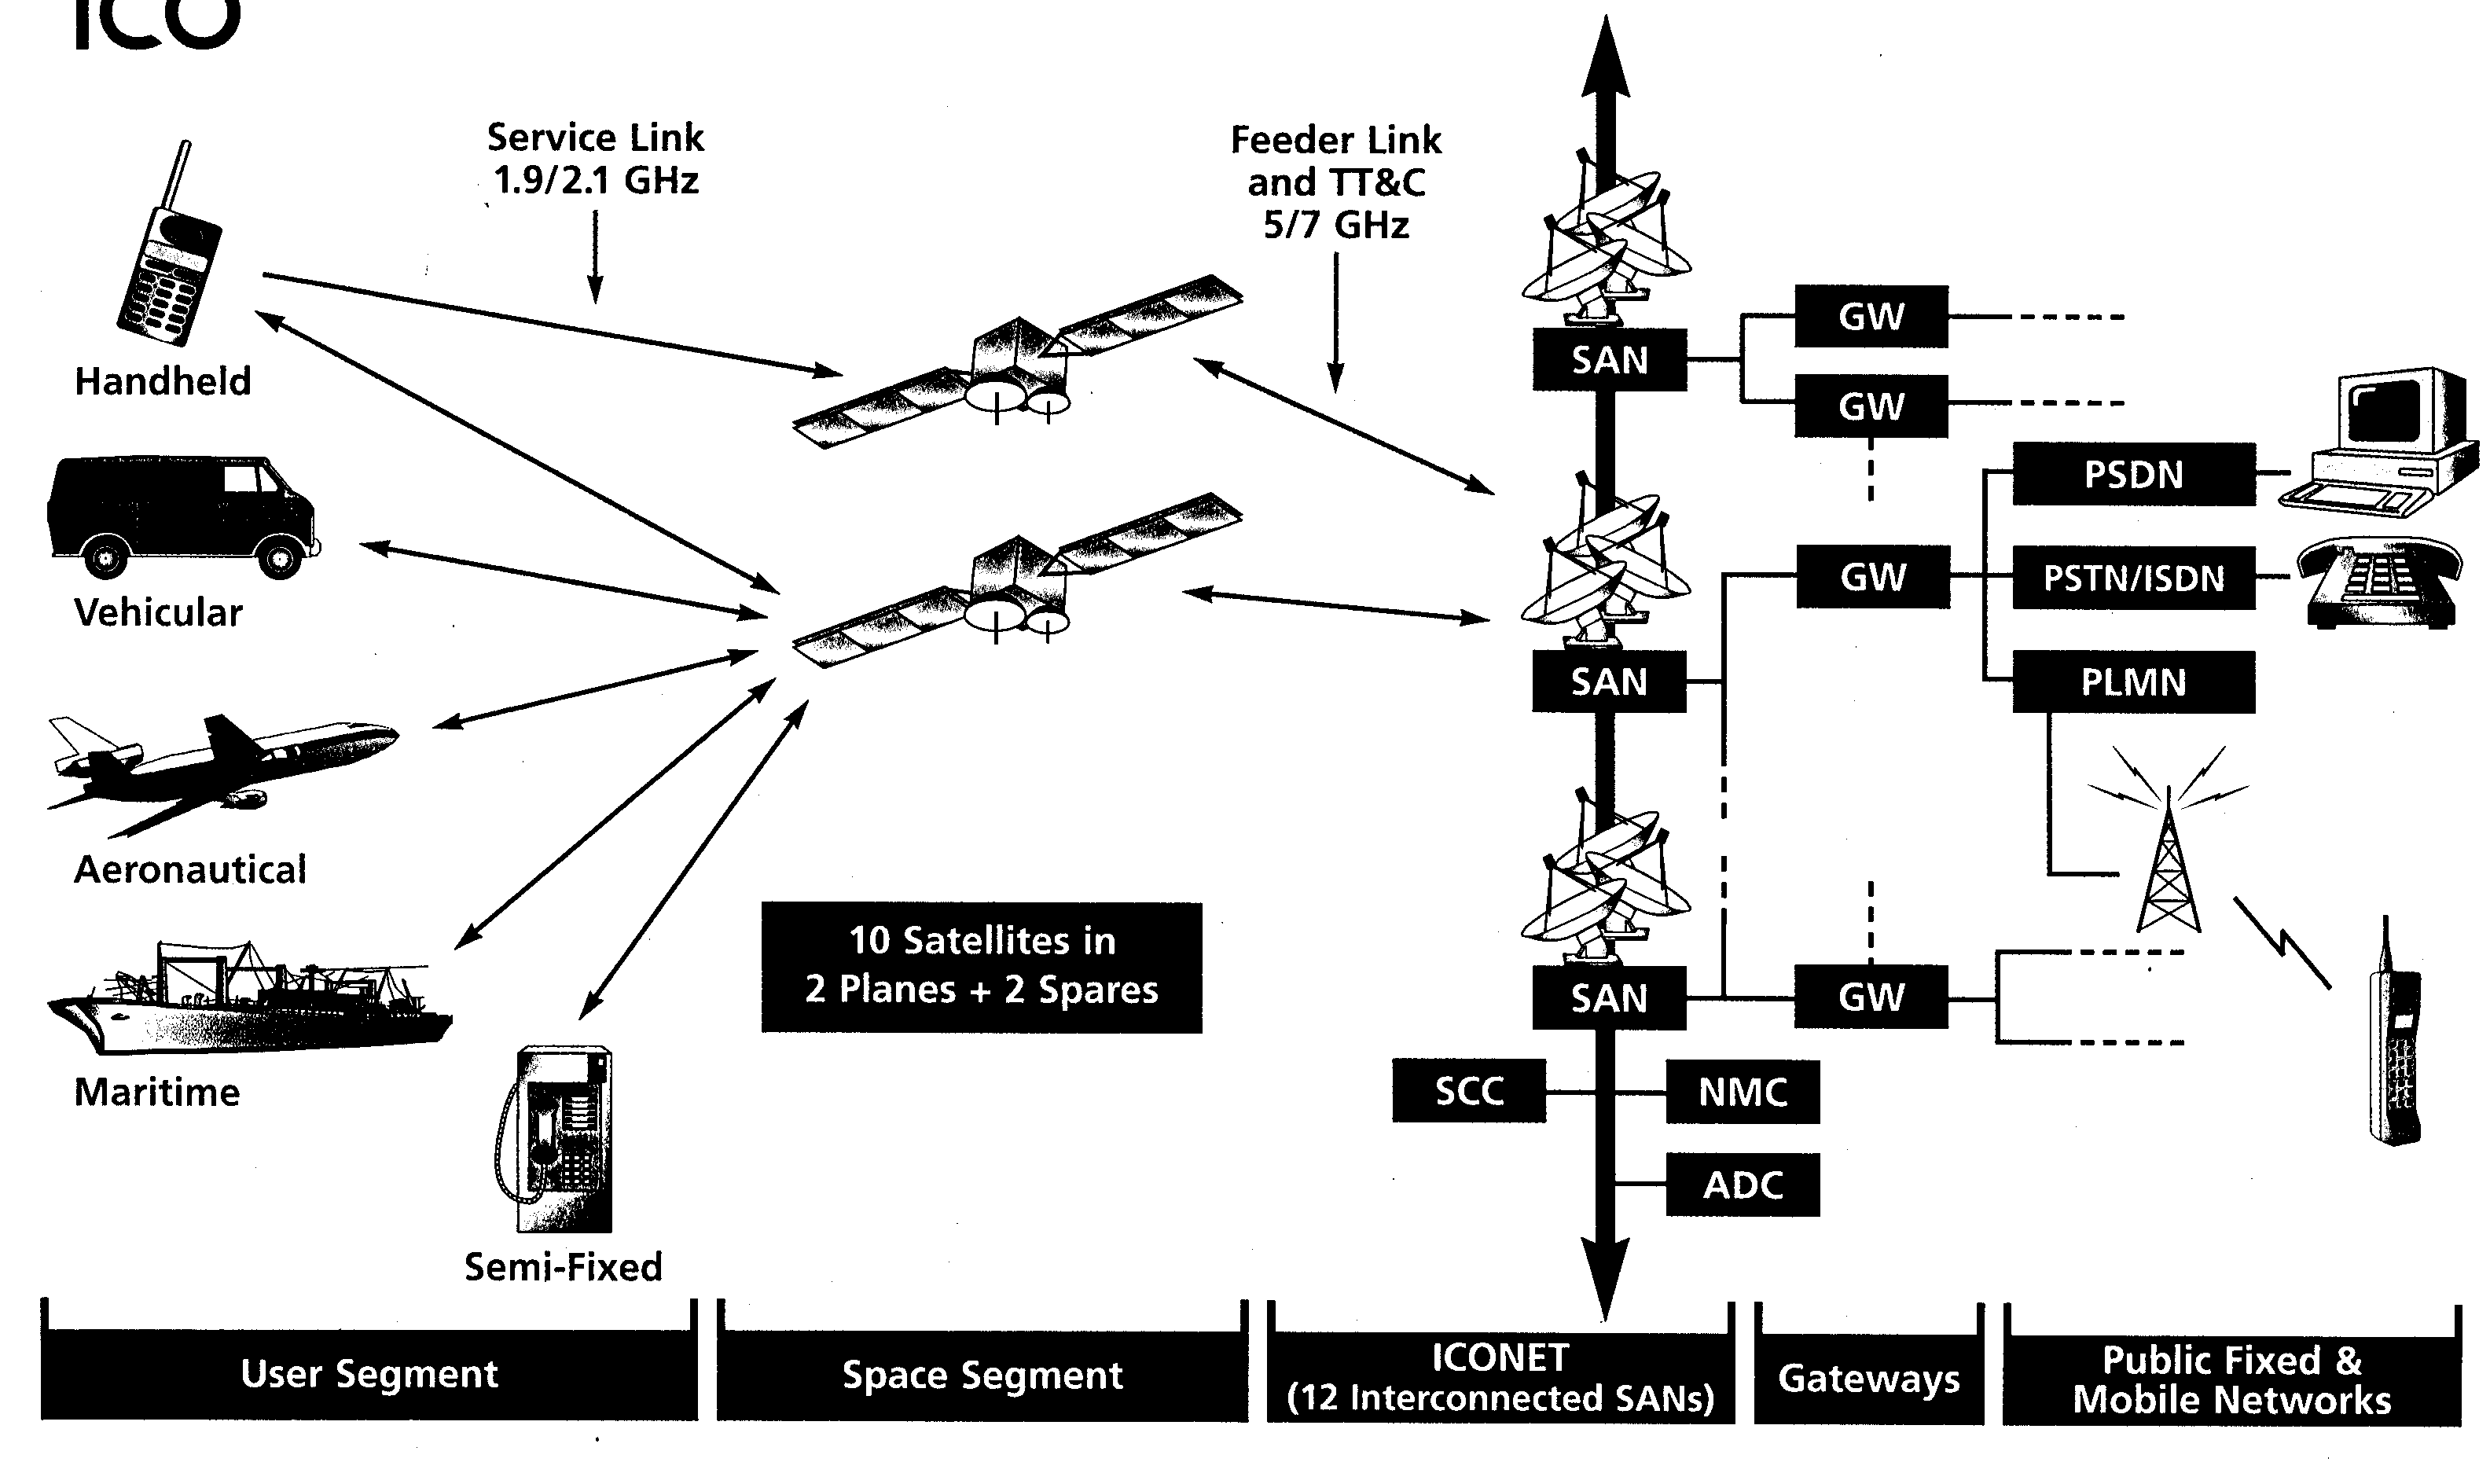 ICO
Service Link
1.9/2.1 GHz
Feeder Link
and TT&C
5/7 GHz
Handheld
Vehicular
Aeronautical
Maritime
Semi-Fixed
10 Satellites in
2 Planes + 2 Spares
SAN
GW
GW
SAN
GW
PSDN
PSTN/ISDN
PLMN
SAN
GW
SCC
NMC
ADC
User Segment
Space Segment
ICONET
(12 Interconnected SANs)
Gateways
Public Fixed &
Mobile Networks